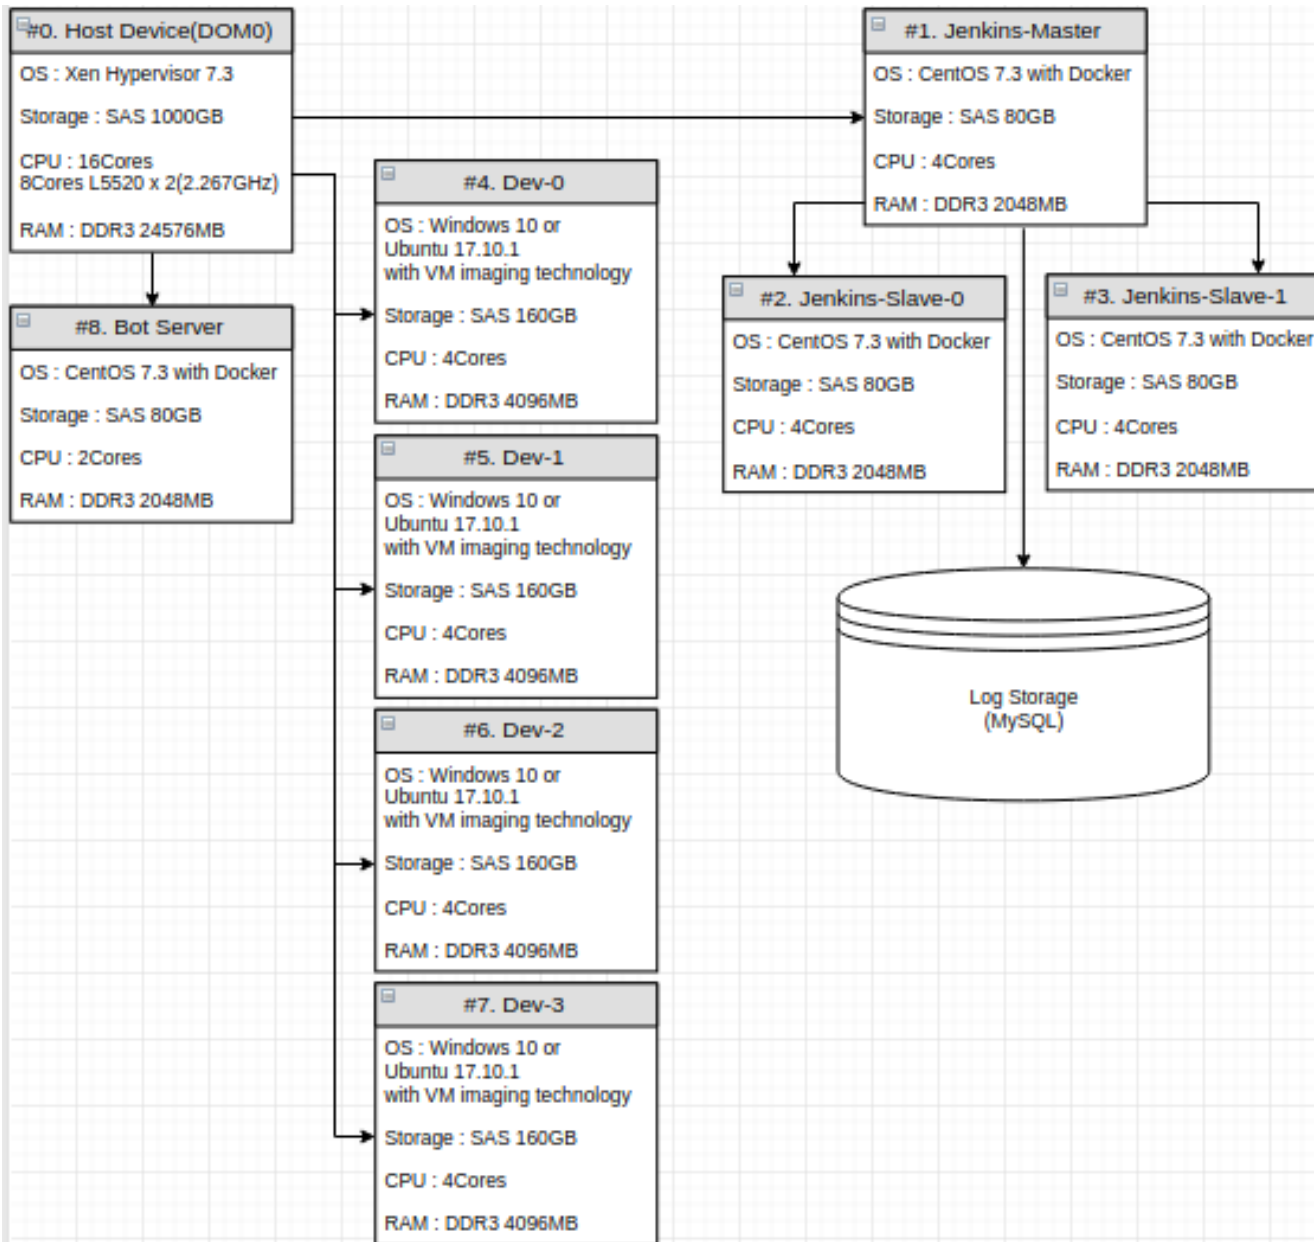 #0. Host Device(DOM0)
OS : Xen Hypervisor 7.3
Storage : SAS 1000GB
CPU : 16Cores
8Cores L5520 x 2(2.267GHz)
RAM : DDR3 24576MB
#8. Bot Server
OS : CentOS 7.3 with Docker
Storage : SAS 80GB
CPU : 2Cores
RAM : DDR3 2048MB
#4. Dev-0
OS : Windows 10 or
Ubuntu 17.10.1
with VM imaging technology
Storage : SAS 160GB
CPU : 4Cores
RAM : DDR3 4096MB
#5. Dev-1
OS : Windows 10 or
Ubuntu 17.10.1
with VM imaging technology
Storage : SAS 160GB
CPU : 4Cores
RAM : DDR3 4096MB
#6. Dev-2
OS : Windows 10 or
Ubuntu 17.10.1
with VM imaging technology
Storage : SAS 160GB
CPU : 4Cores
RAM : DDR3 4096MB
#7. Dev-3
OS : Windows 10 or
Ubuntu 17.10.1
with VM imaging technology
Storage : SAS 160GB
CPU : 4Cores
RAM : DDR3 4096MB
#1. Jenkins-Master
OS : CentOS 7.3 with Docker
Storage : SAS 80GB
CPU : 4Cores
RAM : DDR3 2048MB
#2. Jenkins-Slave-0
OS : CentOS 7.3 with Docker
Storage : SAS 80GB
CPU : 4Cores
RAM : DDR3 2048MB
#3. Jenkins-Slave-1
OS : CentOS 7.3 with Docker
Storage : SAS 80GB
CPU : 4Cores
RAM : DDR3 2048MB
Log Storage
(MySQL)